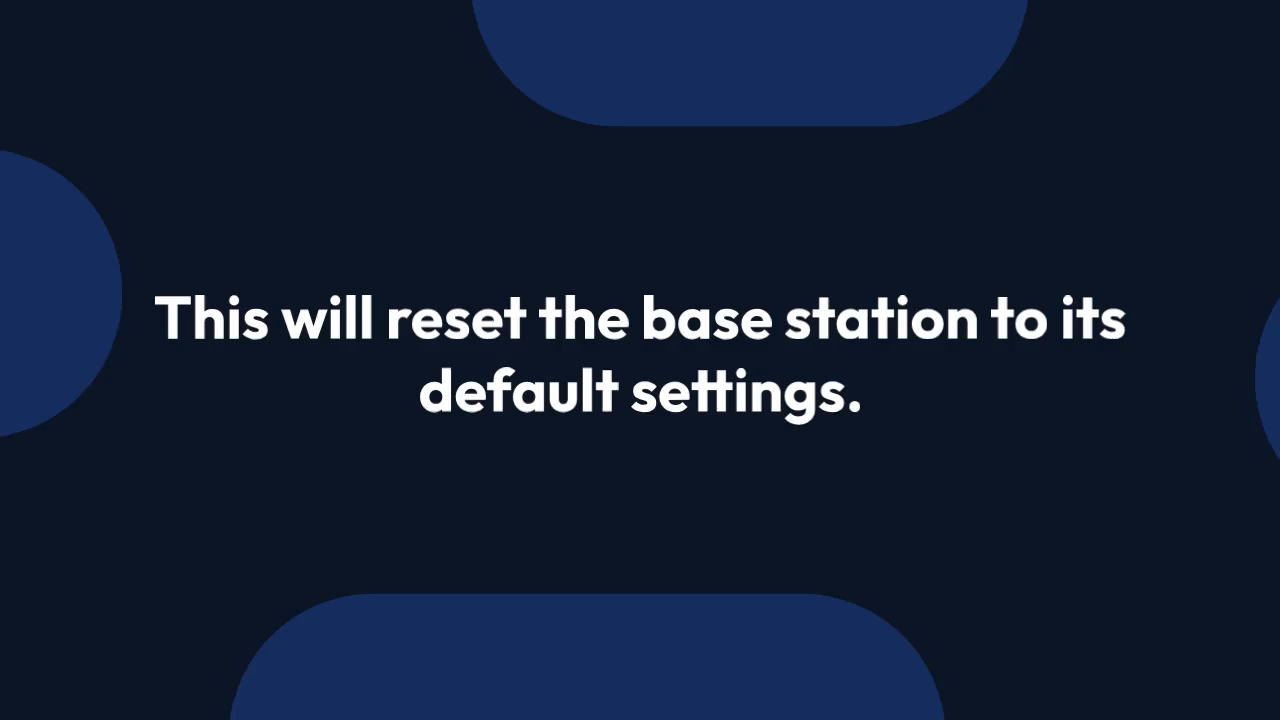 This will reset the base station to its
default settings.